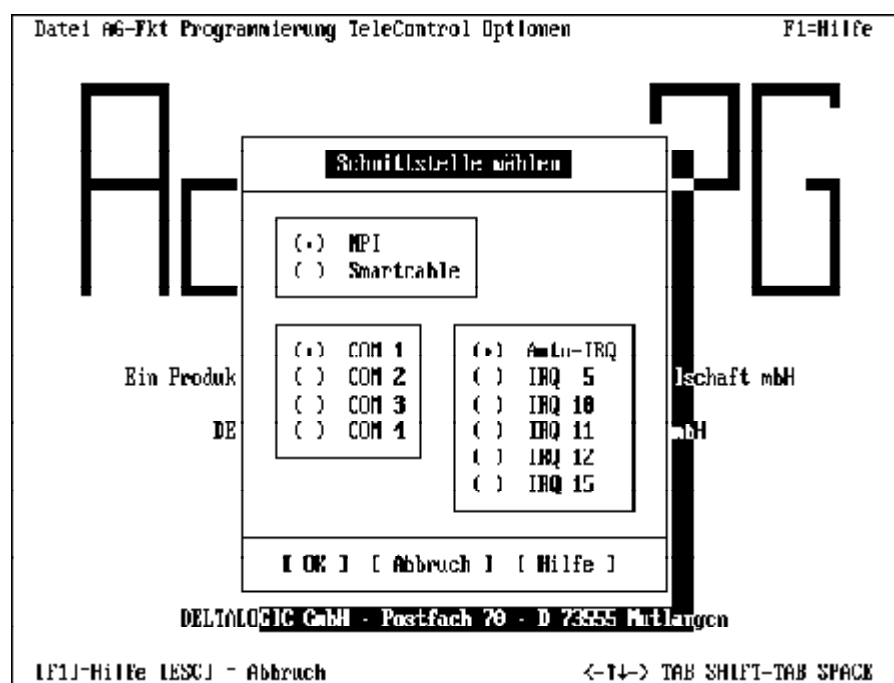 Datei AG-Fkt Programmierung TeleControl Optionen F1=Hilfe
Ac PG
Schnittstelle wählen
(•) MPI
( ) Smartcable
(•) COM 1
( ) COM 2
( ) COM 3
( ) COM 4
(•) Auto-IRQ
( ) IRQ 5
( ) IRQ 10
( ) IRQ 11
( ) IRQ 12
( ) IRQ 15
Ein Produk lschaft mbH
DE mbH
[ OK ] [ Abbruch ] [ Hilfe ]
DELTALOGIC GmbH - Postfach 70 - D 73555 Mutlangen
[F1]-Hilfe [ESC] - Abbruch <-↑↓-> TAB SHIFT-TAB SPACE